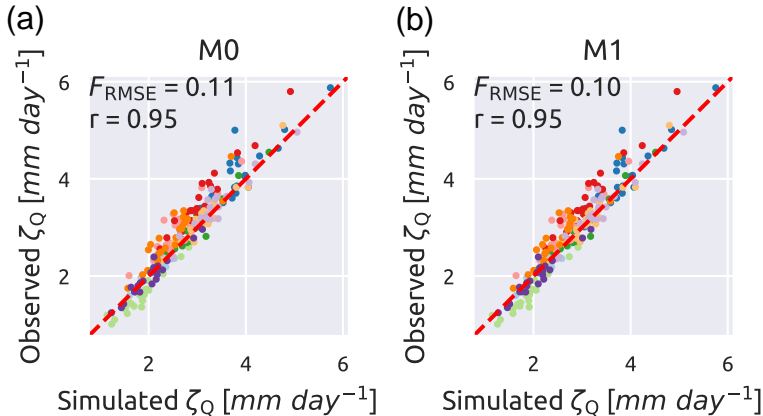 (a)
M0
F_RMSE = 0.11
r = 0.95
6
4
2
Observed ζ_Q [mm day⁻¹]
2 4 6
Simulated ζ_Q [mm day⁻¹]
(b)
M1
F_RMSE = 0.10
r = 0.95
6
4
2
Observed ζ_Q [mm day⁻¹]
2 4 6
Simulated ζ_Q [mm day⁻¹]